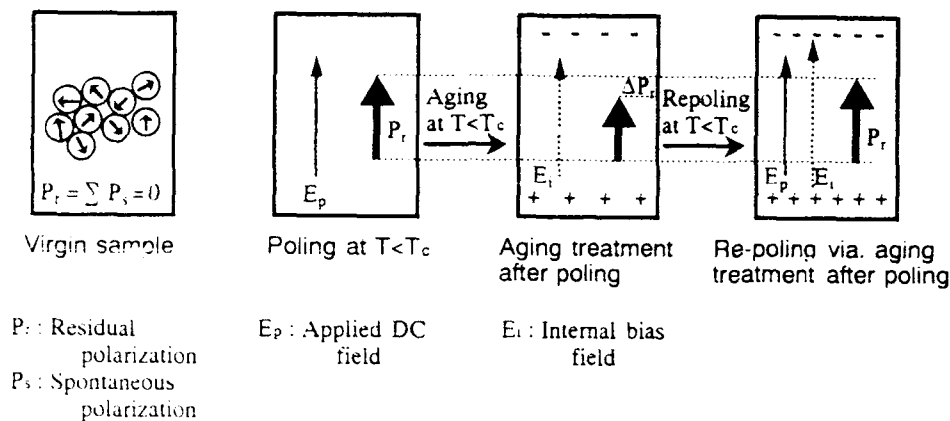 P_r = ∑ P_s = 0
E_p
P_r
Aging
at T<T_c
- - - - -
E_i
ΔP_r
+ + + +
Repoling
at T<T_c
- - - - - -
E_p
E_i
P_r
+ + + + + +
Virgin sample
Poling at T<T_c
Aging treatment
after poling
Re-poling via. aging
treatment after poling
P_r : Residual
polarization
P_s : Spontaneous
polarization
E_p : Applied DC
field
E_i : Internal bias
field